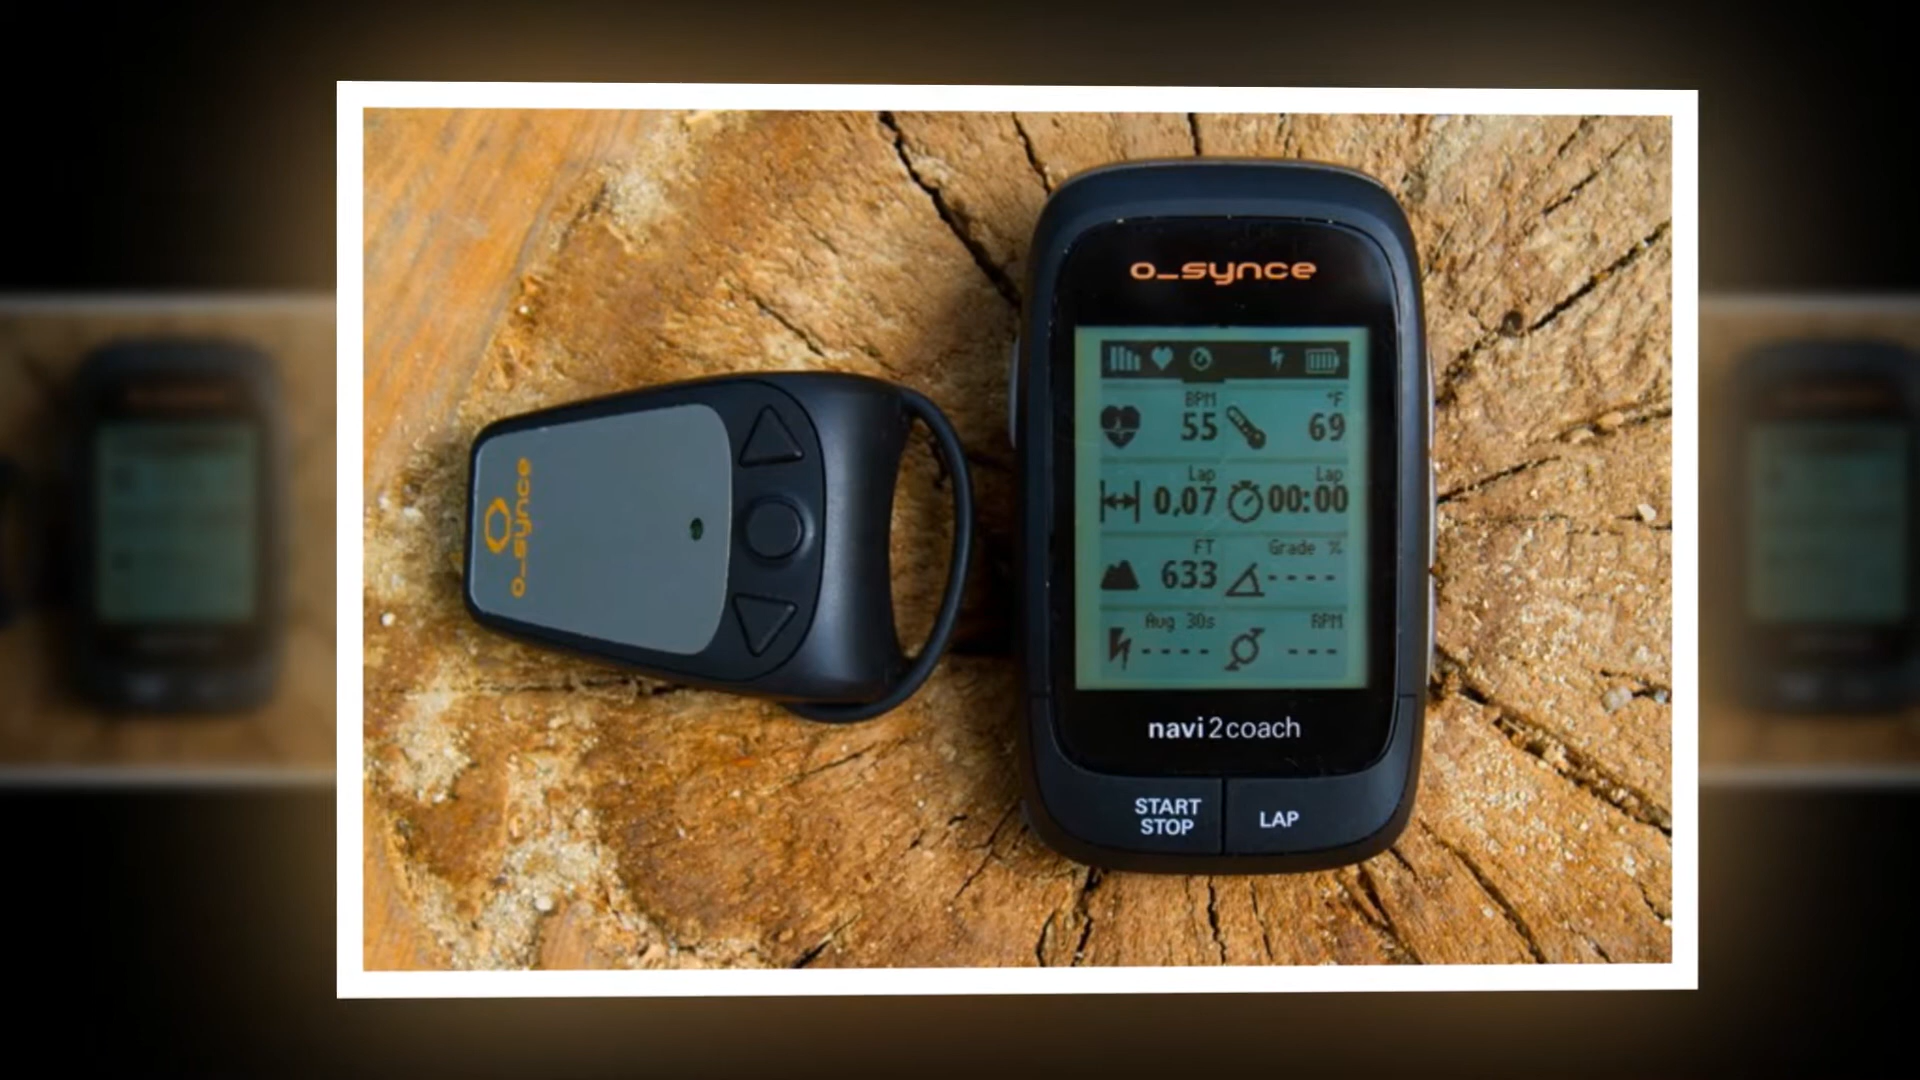 o_synce
o_synce
BPM °F
55 69
Lap Lap
0,07 00:00
FT Grade %
633 ----
Avg 30s RPM
---- ---
navi2coach
START
STOP
LAP